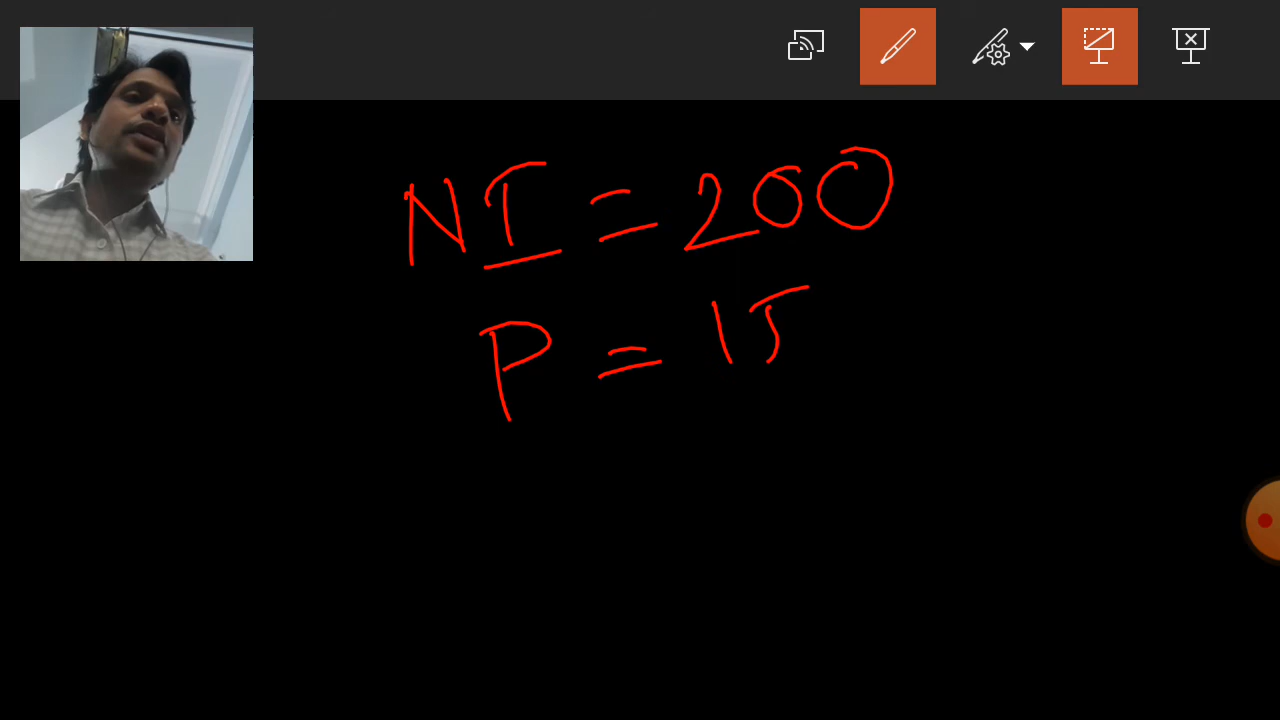 NI = 200
P = 15